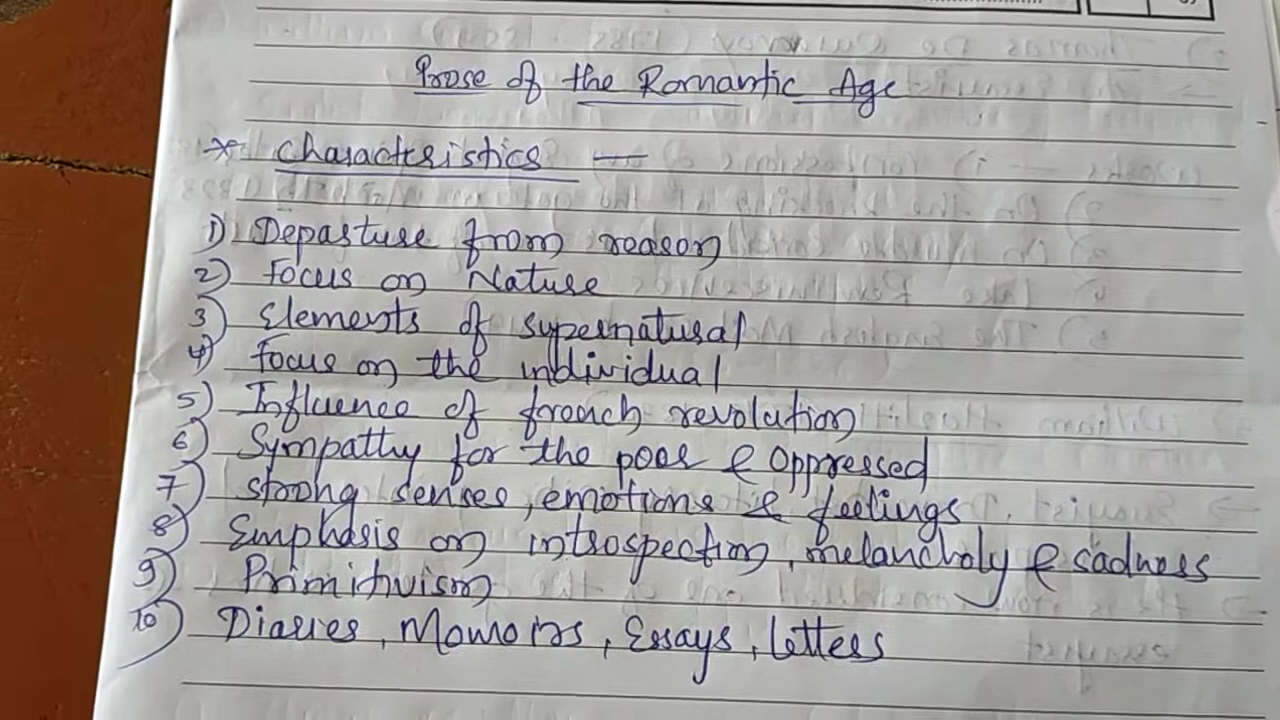 Prose of the Romantic Age
* Characteristics —
1) Departure from reason
2) Focus on Nature
3) Elements of supernatural
4) Focus on the individual
5) Influence of french revolution
6) Sympathy for the poor & oppressed
7) strong senses, emotions & feelings
8) Emphasis on introspection, melancholy & sadness
9) Primitivism
10) Diaries, Memoirs, Essays, letters